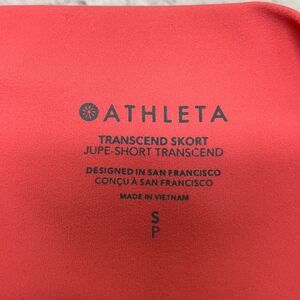 ATHLETA
TRANSCEND SKORT
JUPE-SHORT TRANSCEND
DESIGNED IN SAN FRANCISCO
CONÇU À SAN FRANCISCO
MADE IN VIETNAM
S
P